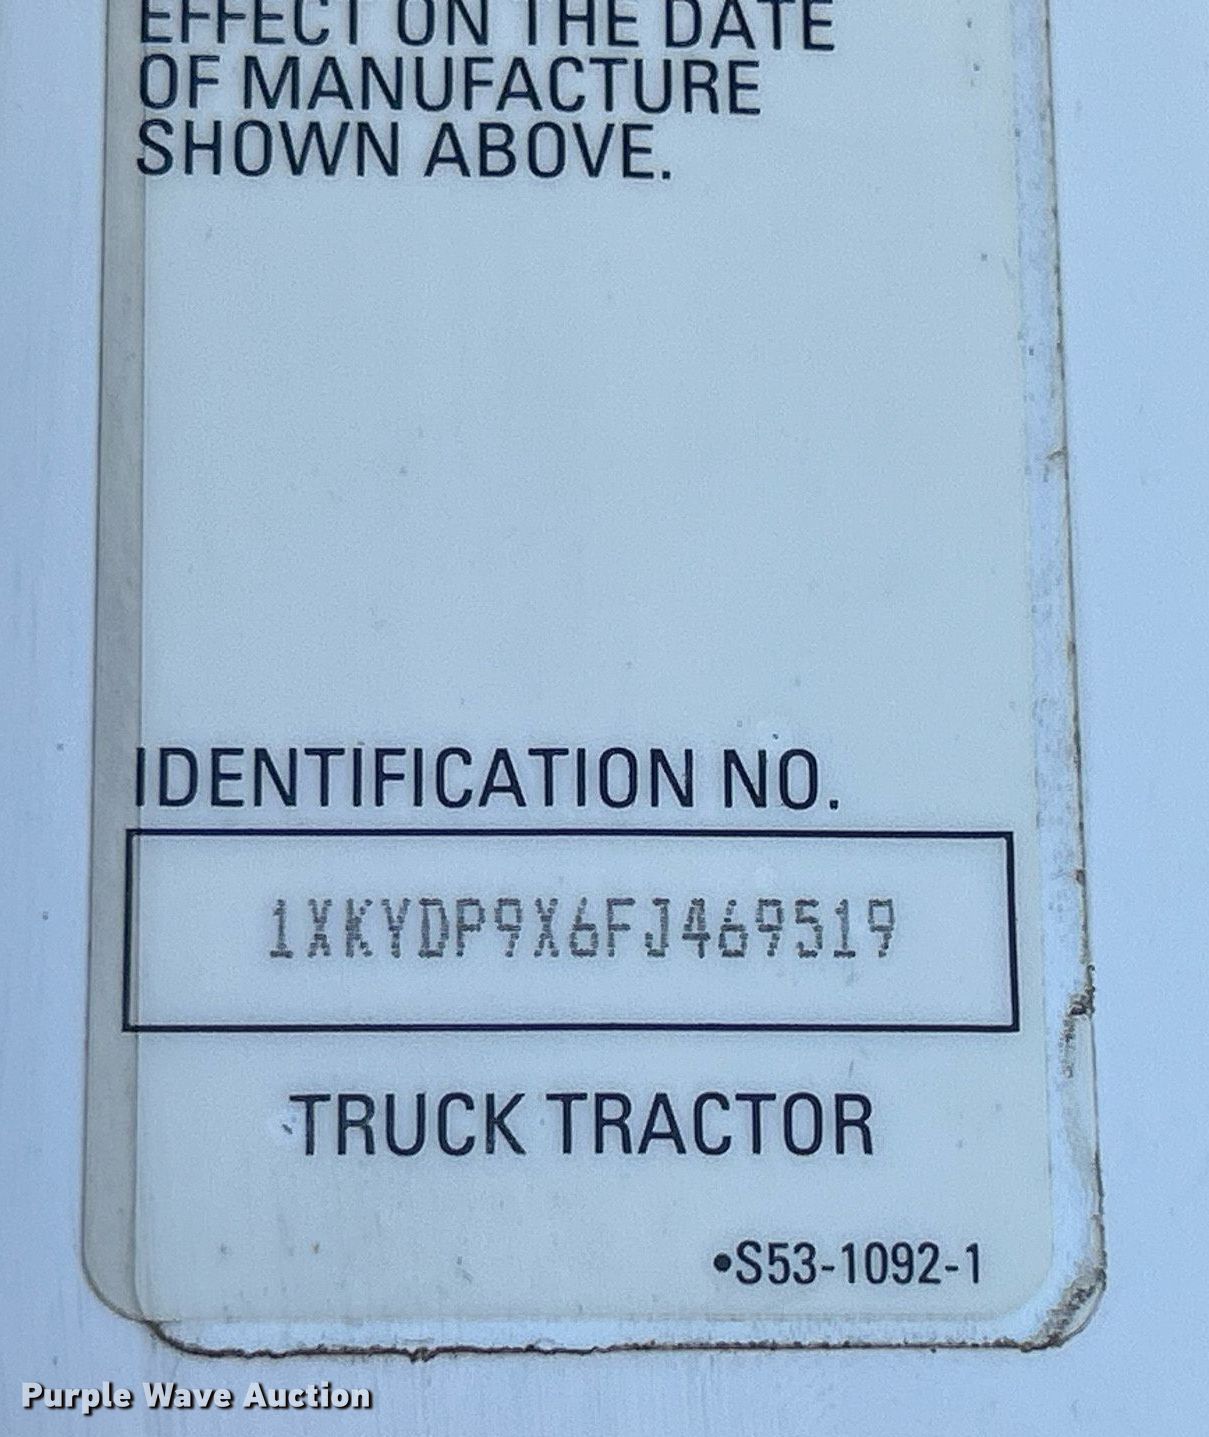 EFFECT ON THE DATE
OF MANUFACTURE
SHOWN ABOVE.
IDENTIFICATION NO.
1XKYDP9X6FJ469519
TRUCK TRACTOR
•S53-1092-1
Purple Wave Auction